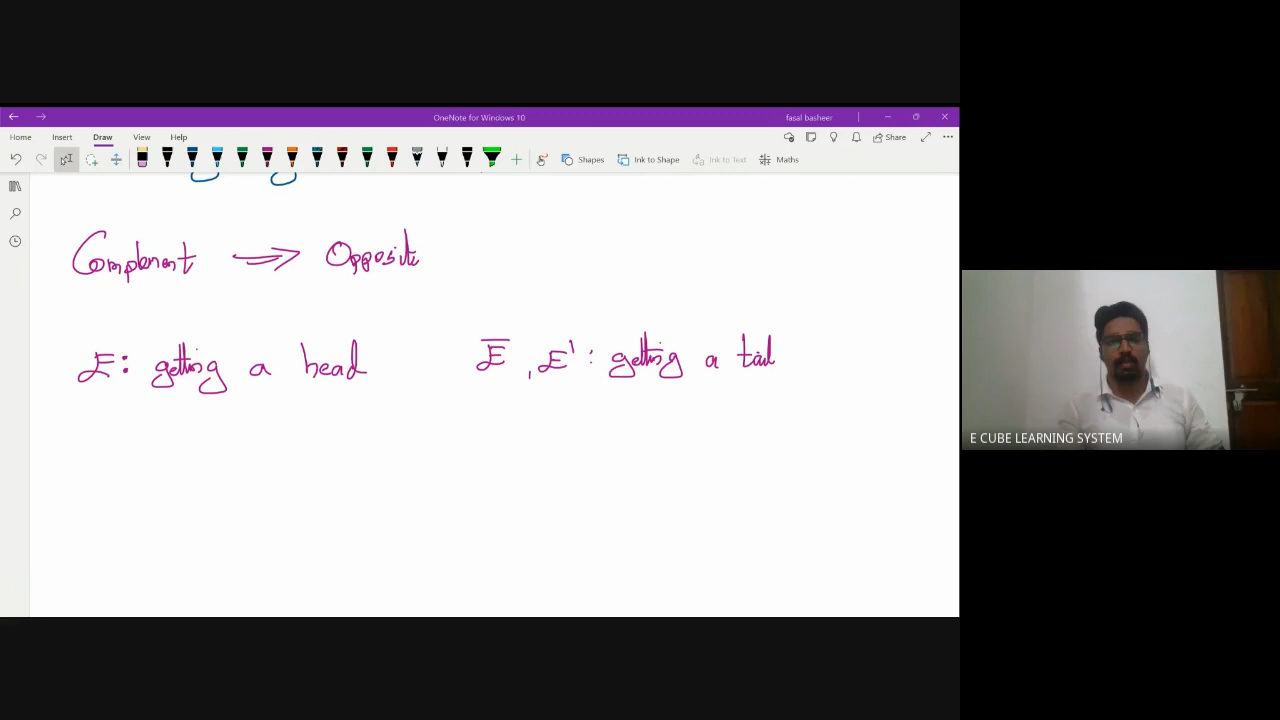 OneNote for Windows 10
fasal basheer
Home Insert Draw View Help
Share
Shapes Ink to Shape Ink to Text Maths
Complement ⟹ Opposite
E: getting a head
E̅, E': getting a tail
E CUBE LEARNING SYSTEM